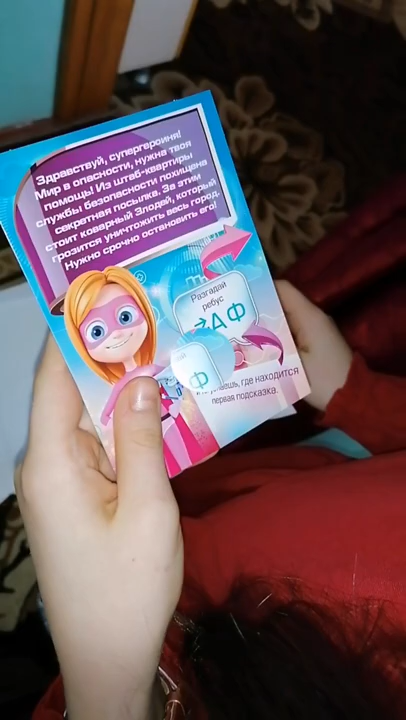 Здравствуй, супергероиня!
Мир в опасности, нужна твоя
помощь! Из штаб-квартиры
службы безопасности похищена
секретная посылка. За этим
стоит коварный Злодей, который
грозится уничтожить весь город.
Нужно срочно остановить его!
Разгадай
ребус
АФ
Ф
где находится
первая подсказка.